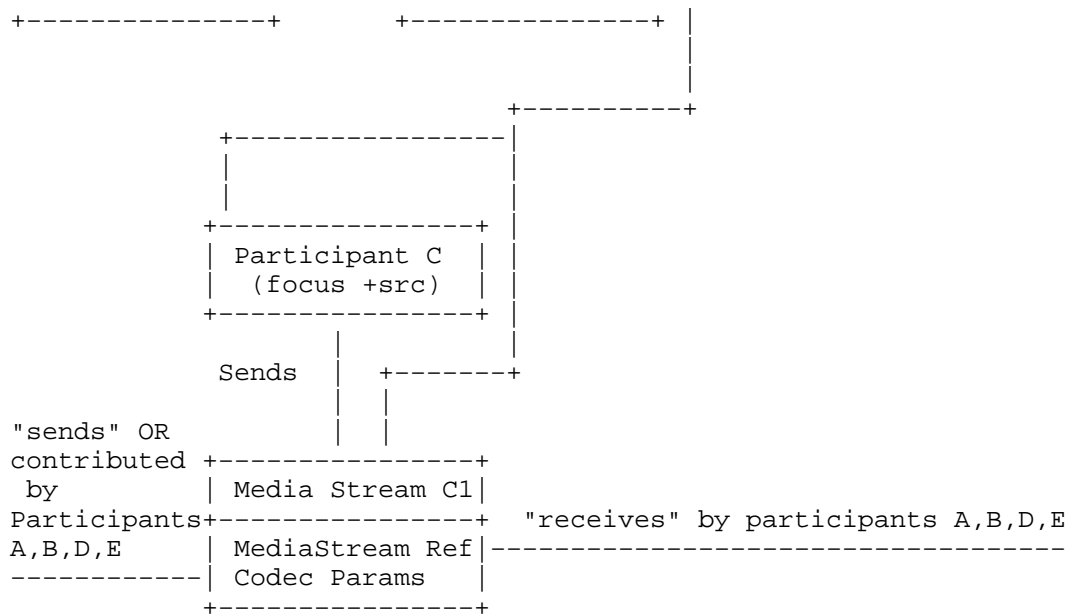 Participant C
(focus +src)
Sends
"sends" OR
contributed
by Media Stream C1
Participants "receives" by participants A,B,D,E
A,B,D,E MediaStream Ref
Codec Params